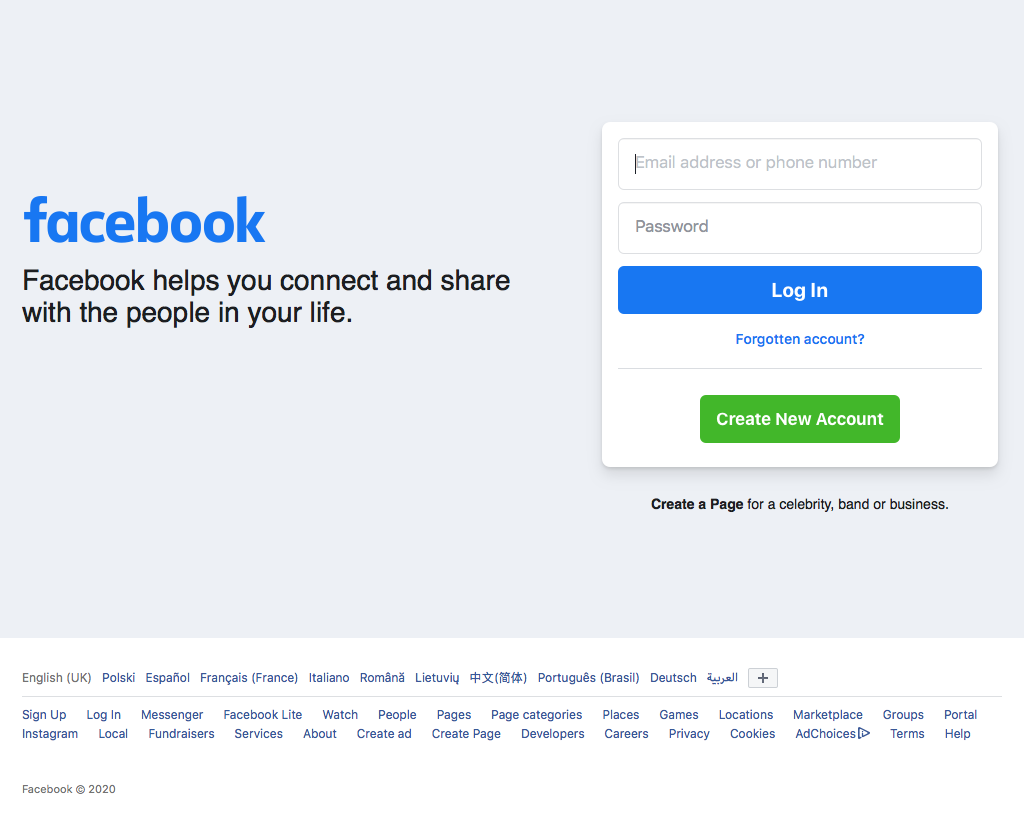 facebook
Facebook helps you connect and share
with the people in your life.
Email address or phone number
Password
Log In
Forgotten account?
Create New Account
Create a Page for a celebrity, band or business.
English (UK) Polski Español Français (France) Italiano Română Lietuvių 中文(简体) Português (Brasil) Deutsch العربية +
Sign Up Log In Messenger Facebook Lite Watch People Pages Page categories Places Games Locations Marketplace Groups Portal
Instagram Local Fundraisers Services About Create ad Create Page Developers Careers Privacy Cookies AdChoices Terms Help
Facebook © 2020